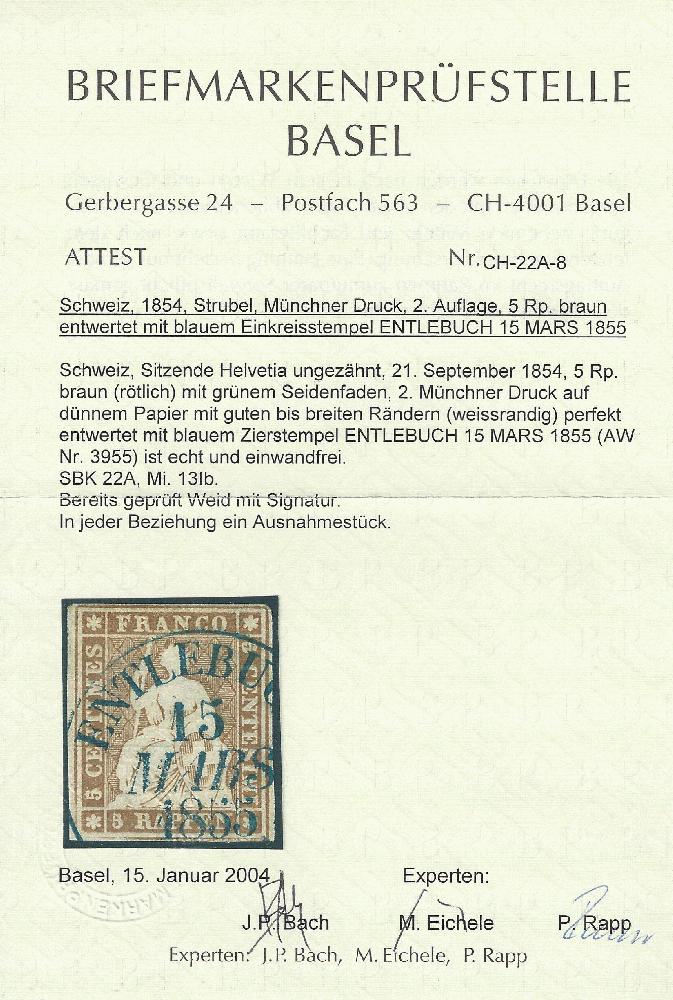 BRIEFMARKENPRÜFSTELLE
BASEL
Gerbergasse 24 – Postfach 563 – CH-4001 Basel
ATTEST Nr. CH-22A-8
Schweiz, 1854, Strubel, Münchner Druck, 2. Auflage, 5 Rp. braun
entwertet mit blauem Einkreisstempel ENTLEBUCH 15 MARS 1855
Schweiz, Sitzende Helvetia ungezähnt, 21. September 1854, 5 Rp.
braun (rötlich) mit grünem Seidenfaden, 2. Münchner Druck auf
dünnem Papier mit guten bis breiten Rändern (weissrandig) perfekt
entwertet mit blauem Zierstempel ENTLEBUCH 15 MARS 1855 (AW
Nr. 3955) ist echt und einwandfrei.
SBK 22A, Mi. 13Ib.
Bereits geprüft Weid mit Signatur.
In jeder Beziehung ein Ausnahmestück.
FRANCO
5 CENTIMES
ENTLEBUC
15
MARS
1855
5 RAPPEN
Basel, 15. Januar 2004 Experten:
J.P. Bach M. Eichele P. Rapp
Experten: J.P. Bach, M. Eichele, P. Rapp